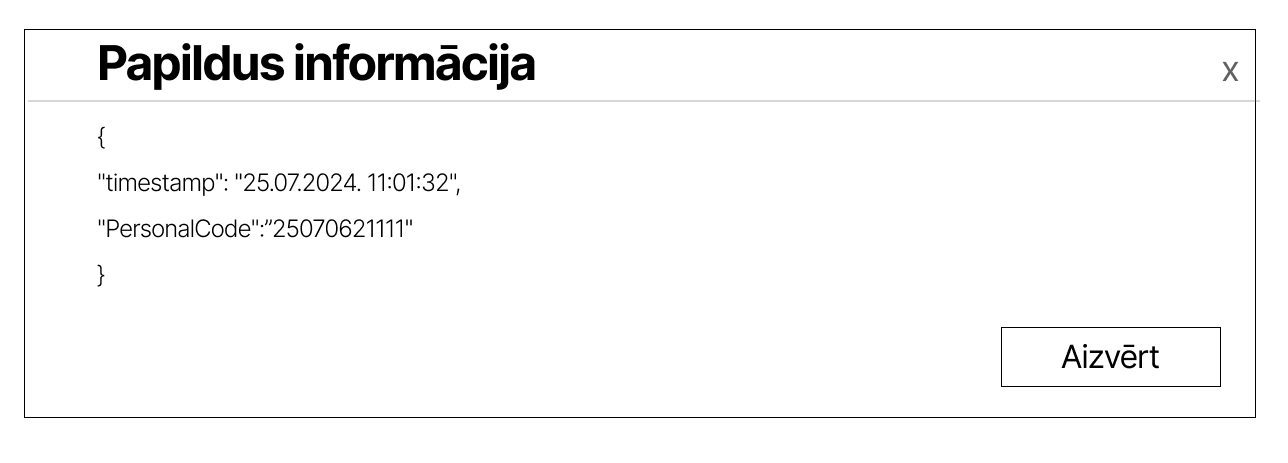 Papildus informācija
x
{
"timestamp": "25.07.2024. 11:01:32",
"PersonalCode":”25070621111"
}
Aizvērt